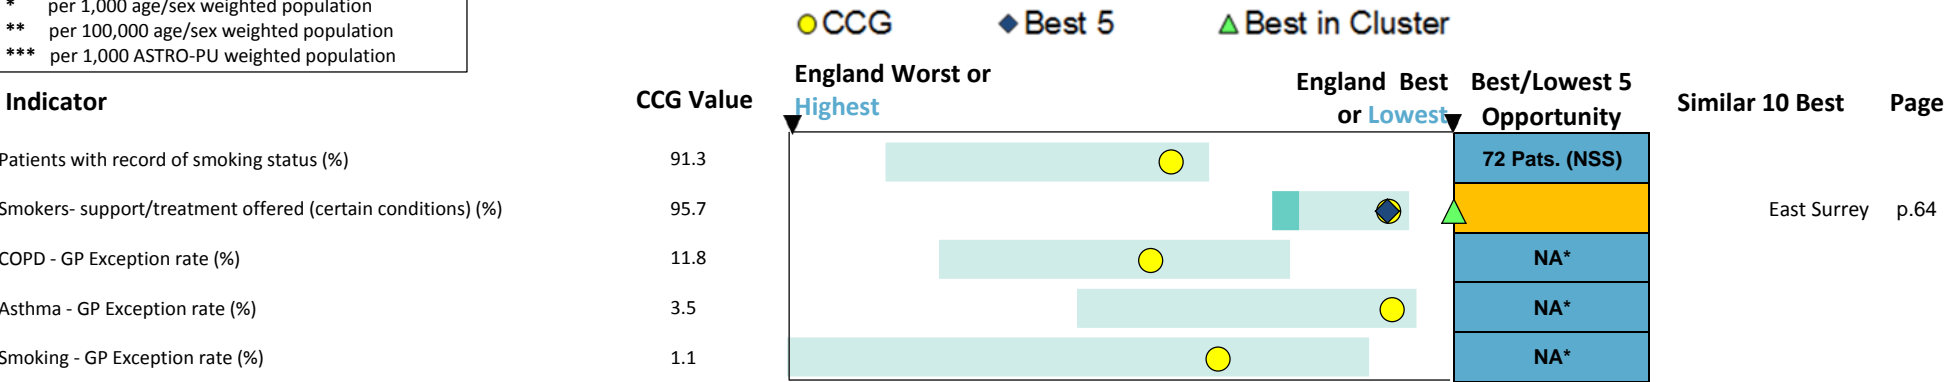 * per 1,000 age/sex weighted population
** per 100,000 age/sex weighted population
*** per 1,000 ASTRO-PU weighted population
CCG Best 5 Best in Cluster
Indicator
CCG Value
England Worst or
Highest
England Best
or Lowest
Best/Lowest 5
Opportunity
Similar 10 Best
Page
Patients with record of smoking status (%) 91.3 72 Pats. (NSS)
Smokers- support/treatment offered (certain conditions) (%) 95.7 East Surrey p.64
COPD - GP Exception rate (%) 11.8 NA*
Asthma - GP Exception rate (%) 3.5 NA*
Smoking - GP Exception rate (%) 1.1 NA*